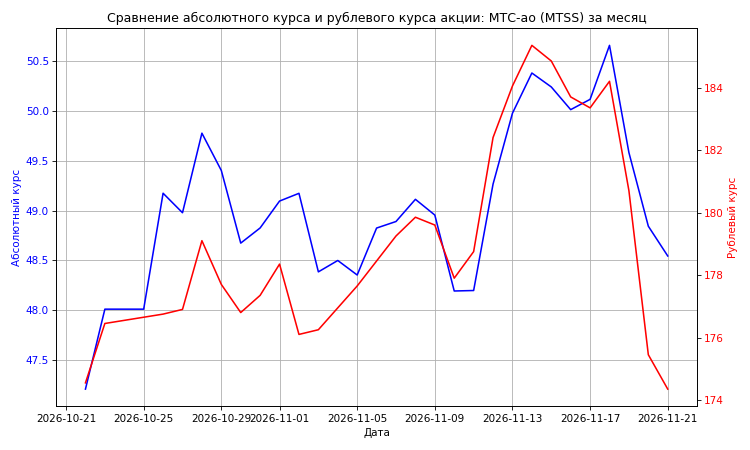 Сравнение абсолютного курса и рублевого курса акции: МТС-ао (MTSS) за месяц
50.5
50.0
49.5
49.0
48.5
48.0
47.5
Абсолютный курс
184
182
180
178
176
174
Рублевый курс
2026-10-21 2026-10-25 2026-10-29 2026-11-01 2026-11-05 2026-11-09 2026-11-13 2026-11-17 2026-11-21
Дата